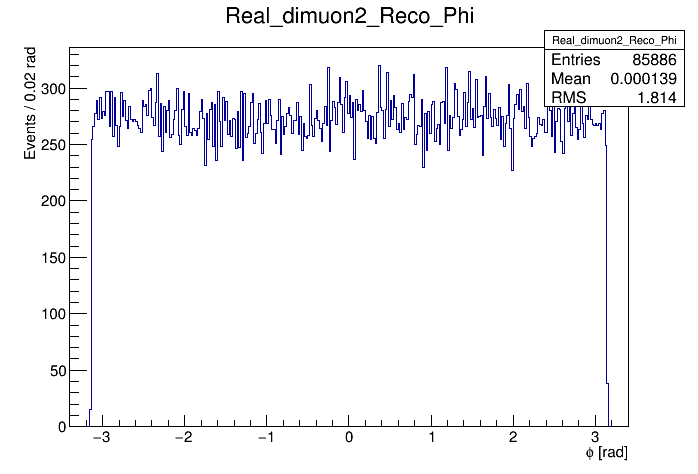 Real_dimuon2_Reco_Phi
Real_dimuon2_Reco_Phi
Entries 85886
Mean 0.000139
RMS 1.814
Events / 0.02 rad
300
250
200
150
100
50
0
−3 −2 −1 0 1 2 3
ϕ [rad]